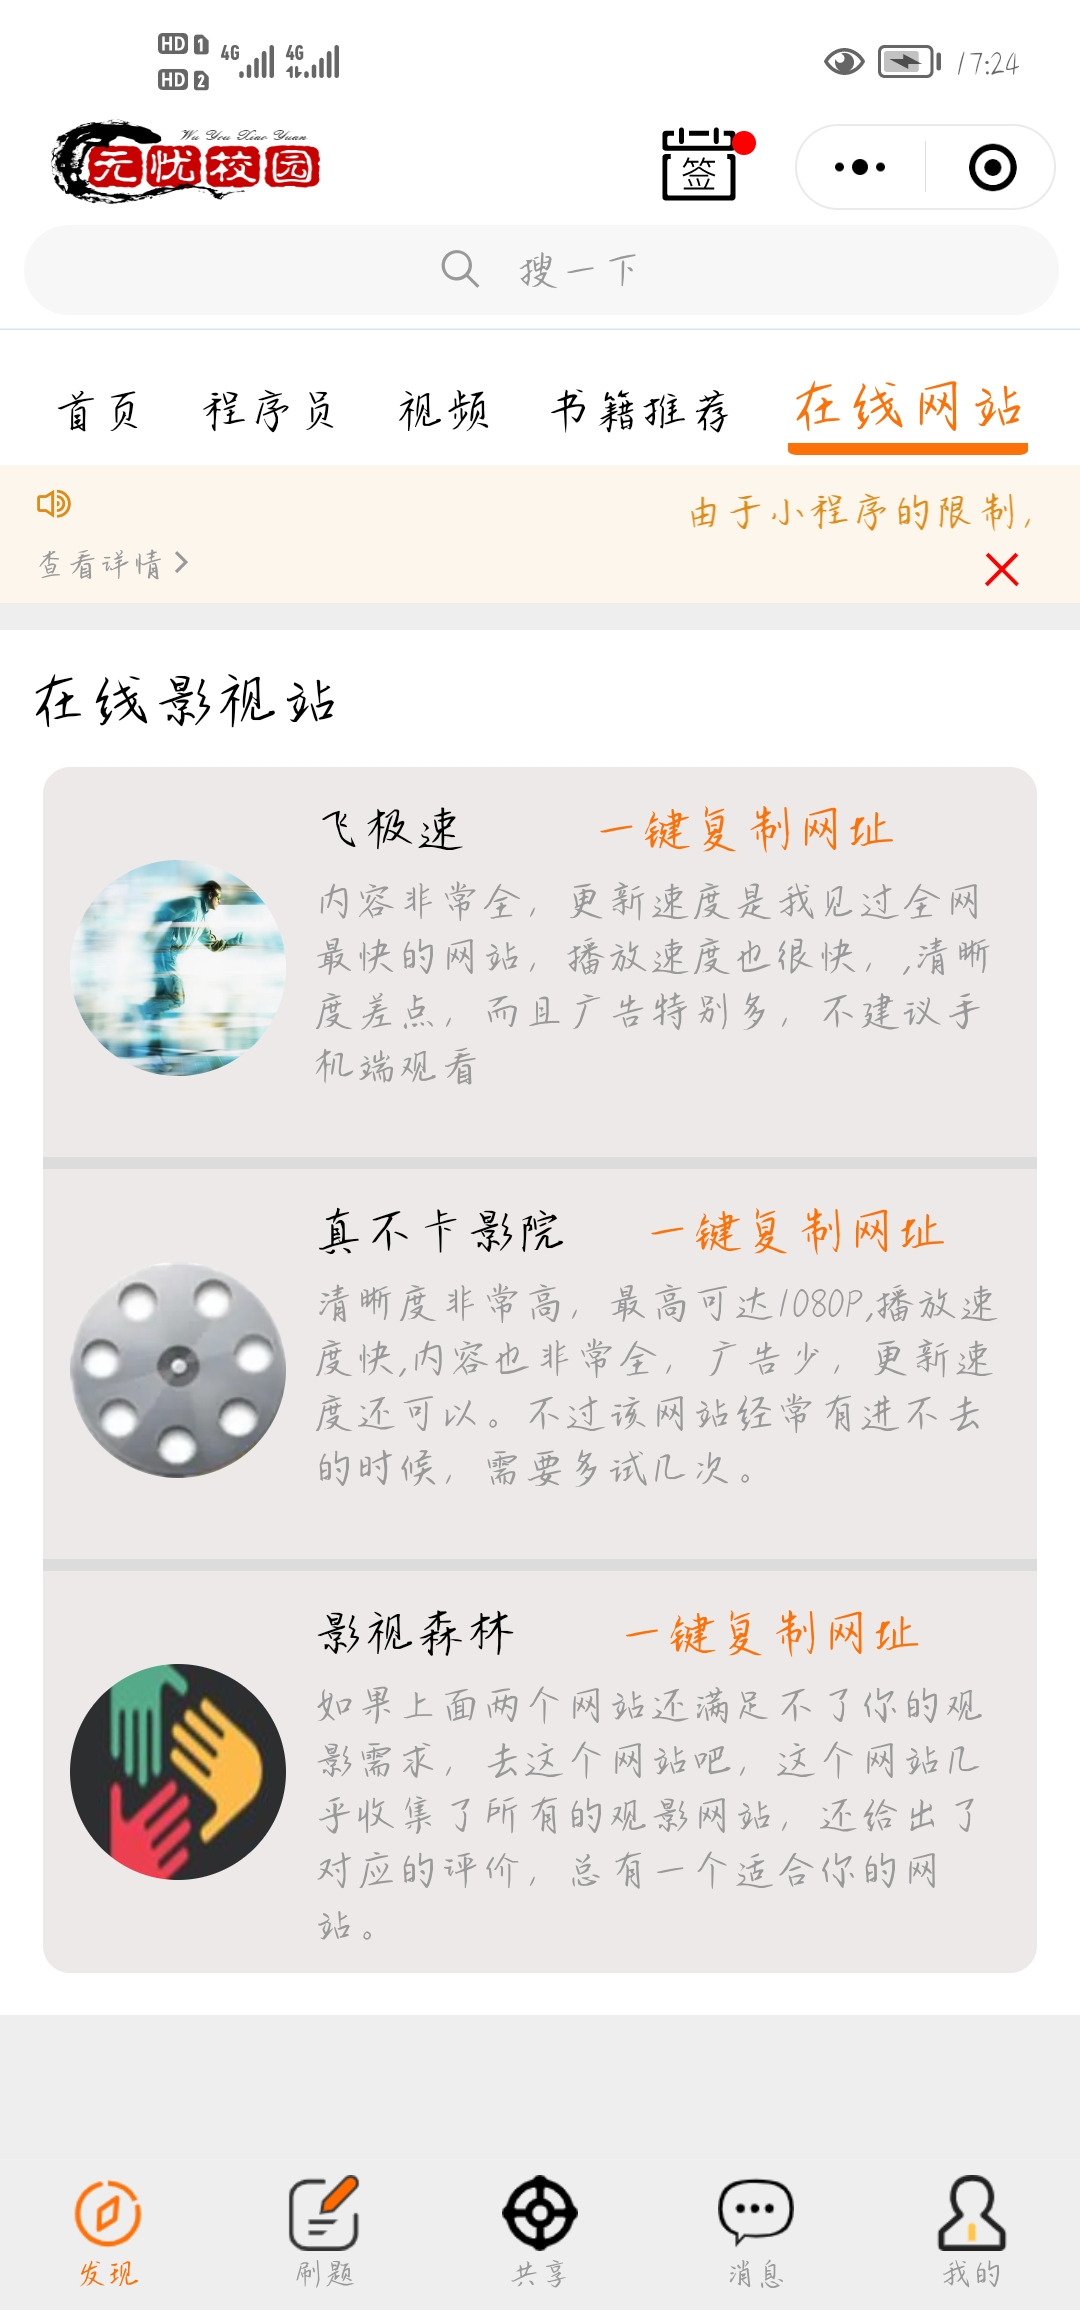 HD 1 4G 4G
HD 2
17:24
Wu You Xiao Yuan
无忧校园
签
搜一下
首页 程序员 视频 书籍推荐 在线网站
由于小程序的限制,
查看详情
在线影视站
飞极速 一键复制网址
内容非常全，更新速度是我见过全网
最快的网站，播放速度也很快，,清晰
度差点，而且广告特别多，不建议手
机端观看
真不卡影院 一键复制网址
清晰度非常高，最高可达1080P,播放速
度快,内容也非常全，广告少，更新速
度还可以。不过该网站经常有进不去
的时候，需要多试几次。
影视森林 一键复制网址
如果上面两个网站还满足不了你的观
影需求，去这个网站吧，这个网站几
乎收集了所有的观影网站，还给出了
对应的评价，总有一个适合你的网
站。
发现 刷题 共享 消息 我的